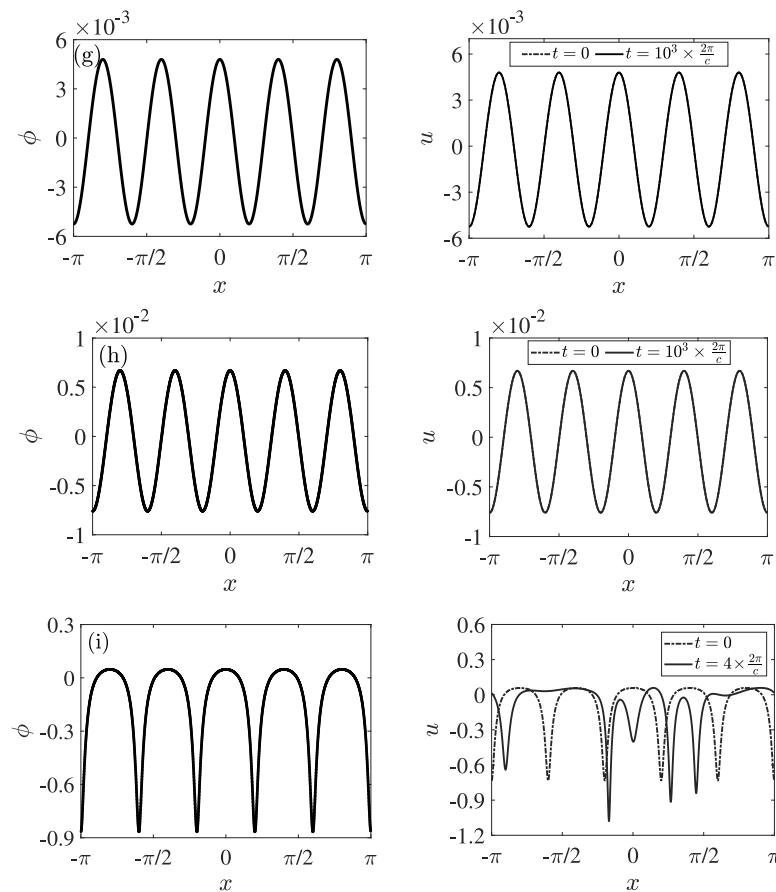 ×10⁻³
(g)
6
3
0
-3
-6
ϕ
-π -π/2 0 π/2 π
x
×10⁻³
t = 0 t = 10³ × 2π/c
6
3
0
-3
-6
u
-π -π/2 0 π/2 π
x
×10⁻²
(h)
1
0.5
0
-0.5
-1
ϕ
-π -π/2 0 π/2 π
x
×10⁻²
t = 0 t = 10³ × 2π/c
1
0.5
0
-0.5
-1
u
-π -π/2 0 π/2 π
x
(i)
0.3
0
-0.3
-0.6
-0.9
ϕ
-π -π/2 0 π/2 π
x
t = 0
t = 4 × 2π/c
0.6
0.3
0
-0.3
-0.6
-0.9
-1.2
u
-π -π/2 0 π/2 π
x